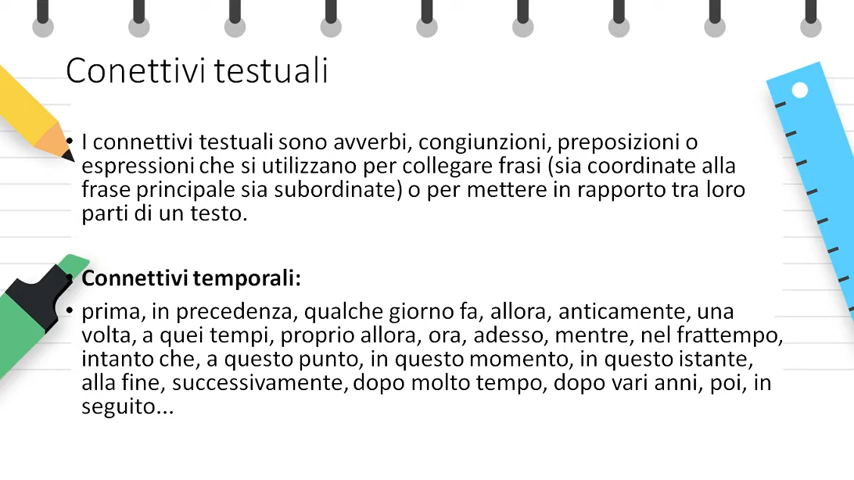 Conettivi testuali
• I connettivi testuali sono avverbi, congiunzioni, preposizioni o
espressioni che si utilizzano per collegare frasi (sia coordinate alla
frase principale sia subordinate) o per mettere in rapporto tra loro
parti di un testo.
• Connettivi temporali:
• prima, in precedenza, qualche giorno fa, allora, anticamente, una
volta, a quei tempi, proprio allora, ora, adesso, mentre, nel frattempo,
intanto che, a questo punto, in questo momento, in questo istante,
alla fine, successivamente, dopo molto tempo, dopo vari anni, poi, in
seguito...